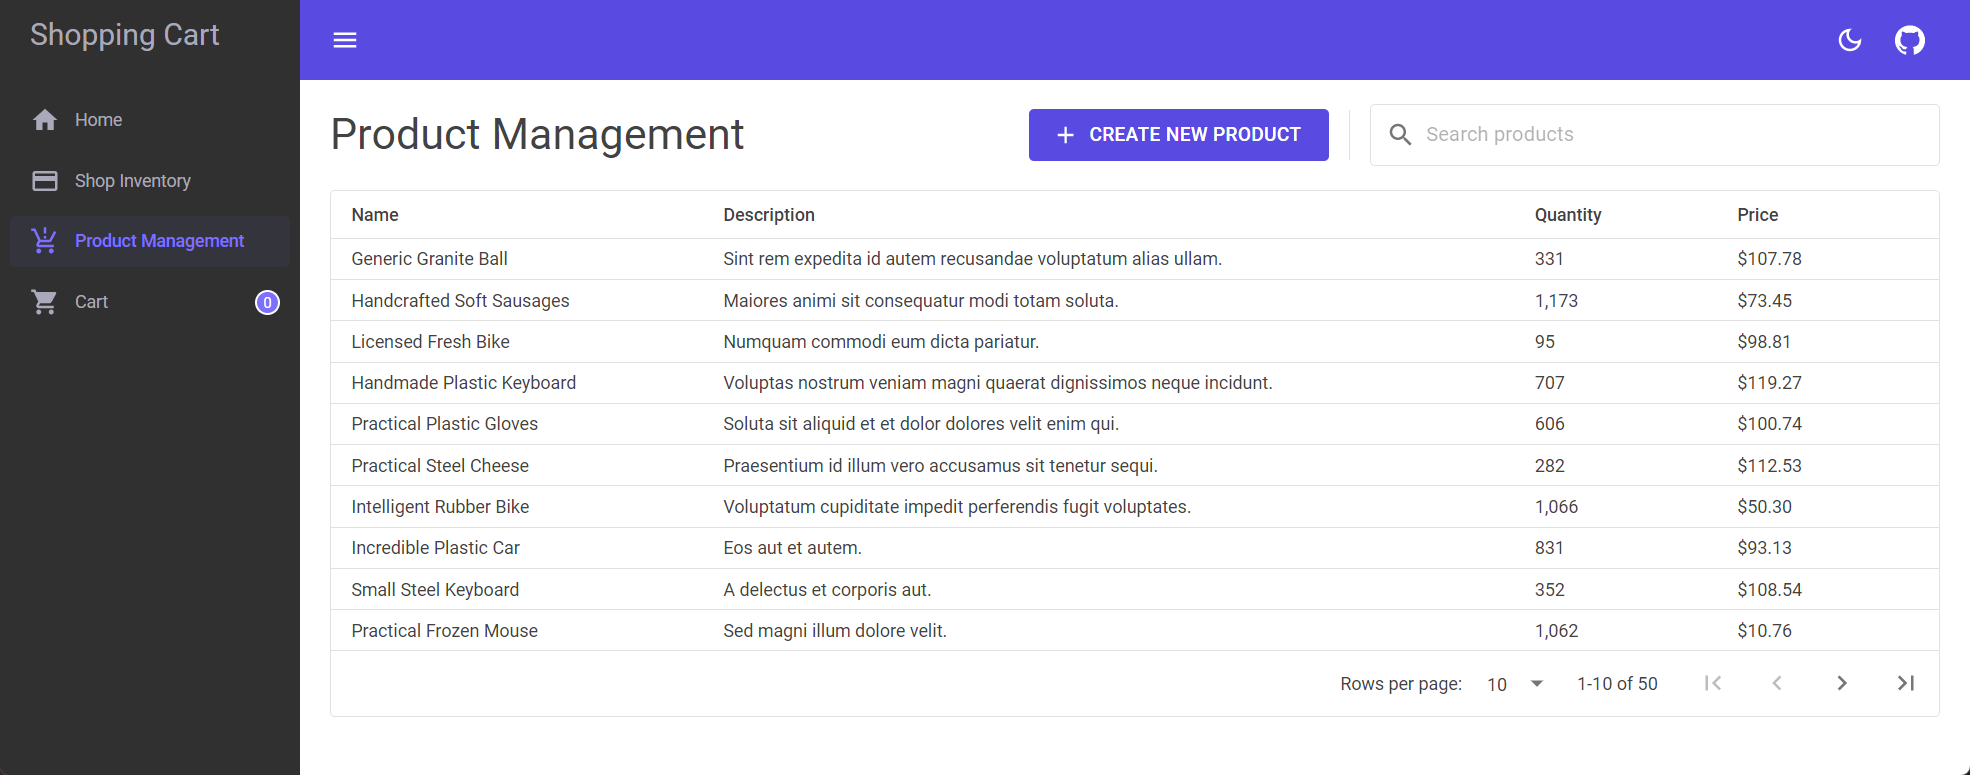 Shopping Cart
Home
Shop Inventory
Product Management
Cart 0
Product Management
CREATE NEW PRODUCT
Search products
Name Description Quantity Price
Generic Granite Ball Sint rem expedita id autem recusandae voluptatum alias ullam. 331 $107.78
Handcrafted Soft Sausages Maiores animi sit consequatur modi totam soluta. 1,173 $73.45
Licensed Fresh Bike Numquam commodi eum dicta pariatur. 95 $98.81
Handmade Plastic Keyboard Voluptas nostrum veniam magni quaerat dignissimos neque incidunt. 707 $119.27
Practical Plastic Gloves Soluta sit aliquid et et dolor dolores velit enim qui. 606 $100.74
Practical Steel Cheese Praesentium id illum vero accusamus sit tenetur sequi. 282 $112.53
Intelligent Rubber Bike Voluptatum cupiditate impedit perferendis fugit voluptates. 1,066 $50.30
Incredible Plastic Car Eos aut et autem. 831 $93.13
Small Steel Keyboard A delectus et corporis aut. 352 $108.54
Practical Frozen Mouse Sed magni illum dolore velit. 1,062 $10.76
Rows per page: 10 1-10 of 50